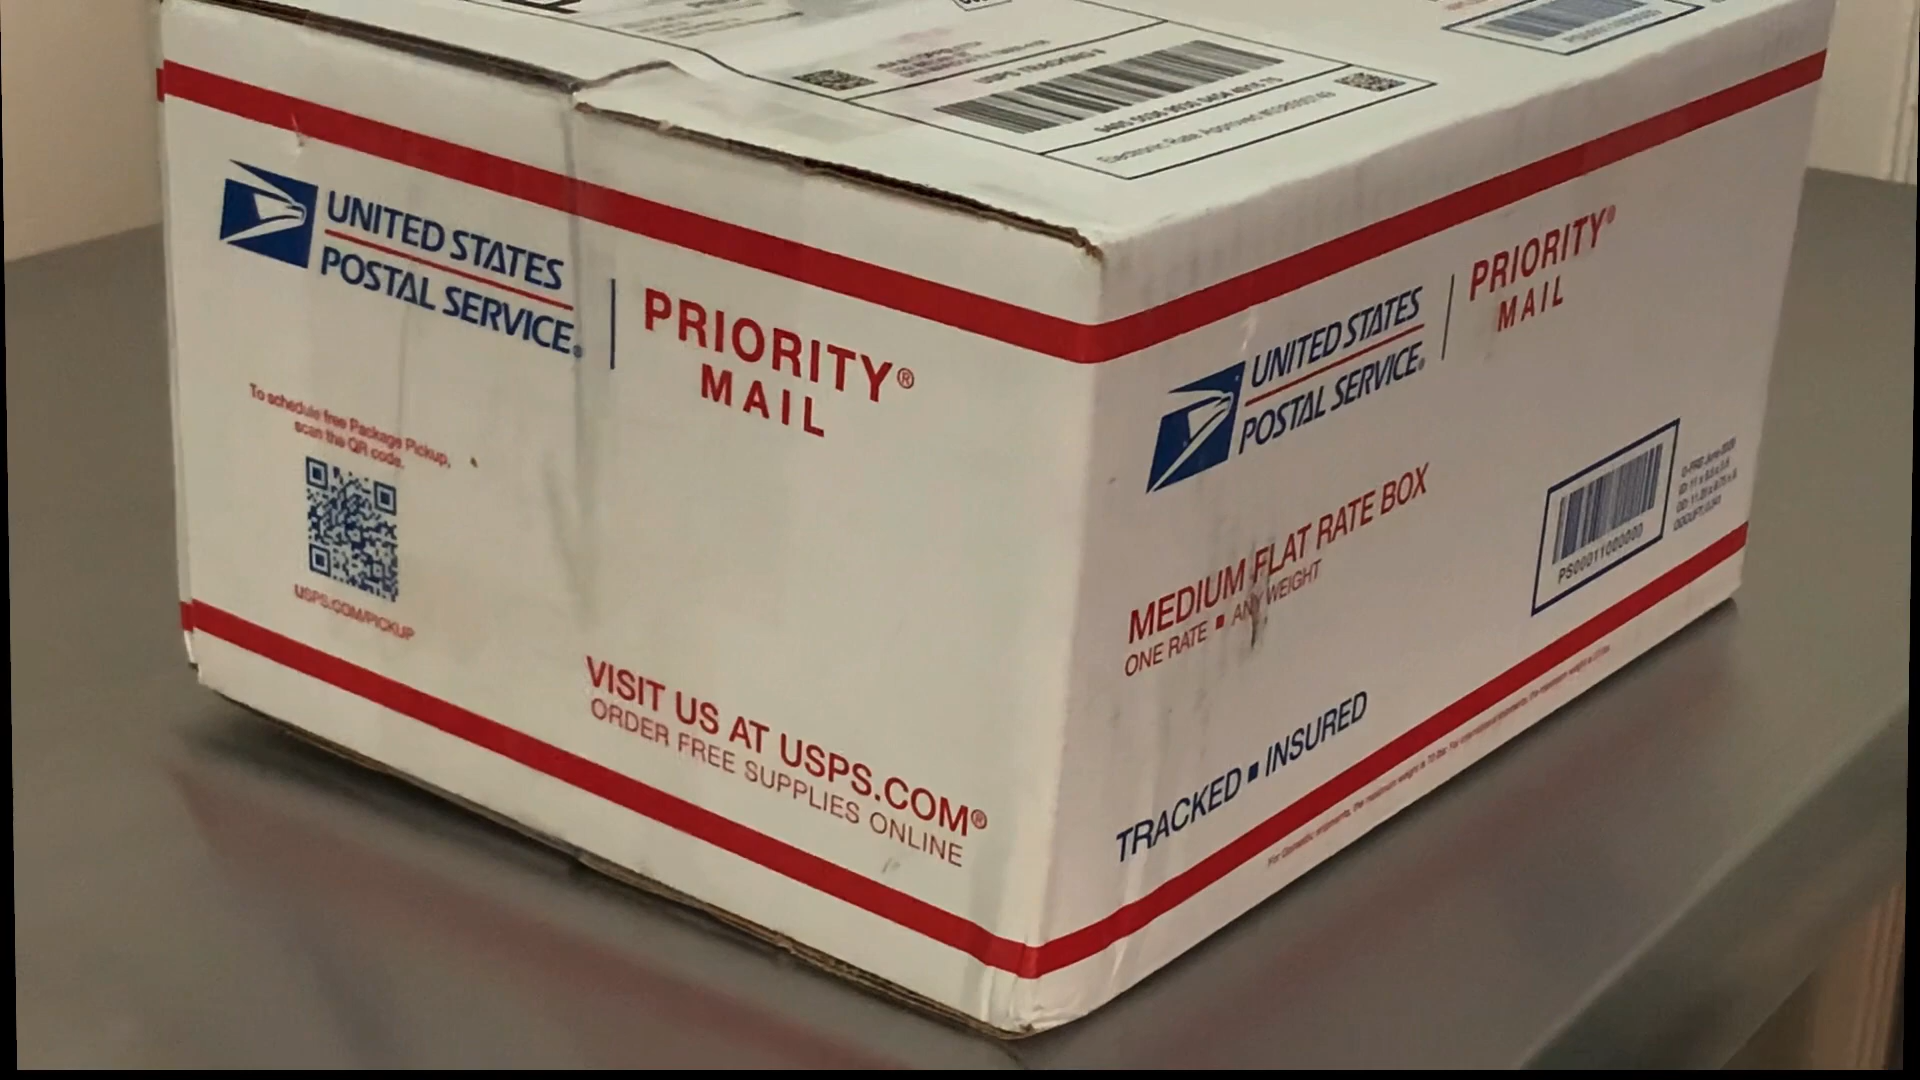 USPS TRACKING #
UNITED STATES
POSTAL SERVICE®
PRIORITY®
MAIL
To schedule free Package Pickup,
scan the QR code.
USPS.COM/PICKUP
VISIT US AT USPS.COM®
ORDER FREE SUPPLIES ONLINE
UNITED STATES
POSTAL SERVICE®
PRIORITY®
MAIL
MEDIUM FLAT RATE BOX
ONE RATE ■ ANY WEIGHT
TRACKED ■ INSURED
PS00011000000